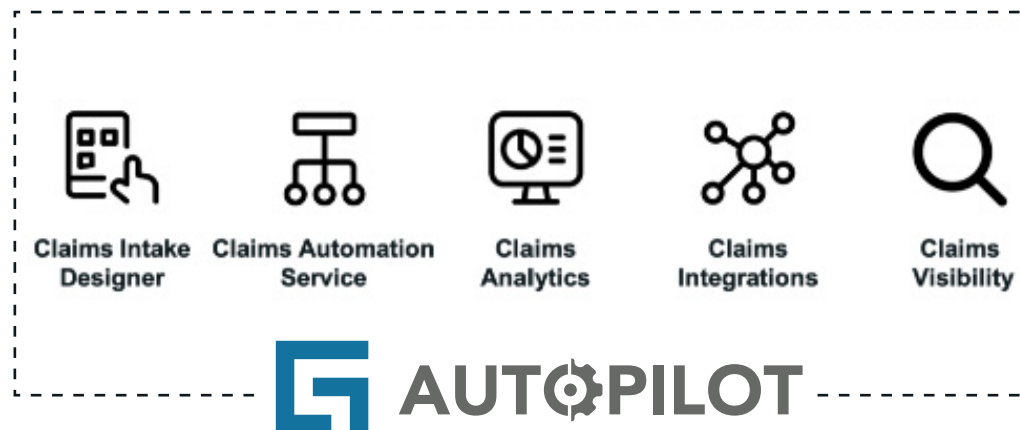 Claims Intake
Designer
Claims Automation
Service
Claims
Analytics
Claims
Integrations
Claims
Visibility
AUTOPILOT